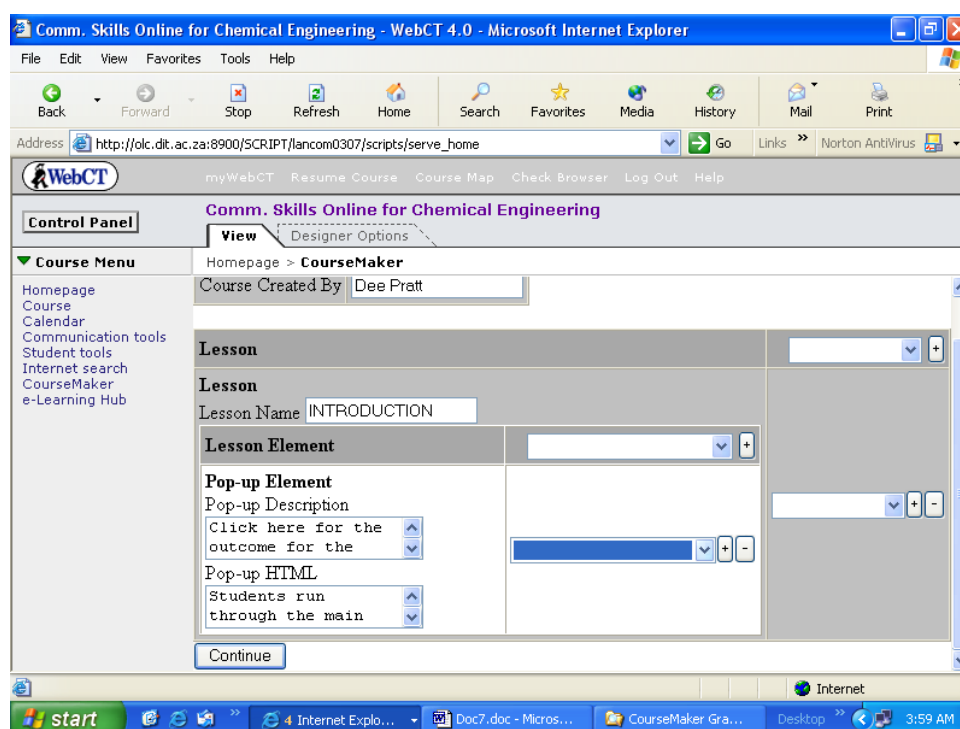 Comm. Skills Online for Chemical Engineering - WebCT 4.0 - Microsoft Internet Explorer
File Edit View Favorites Tools Help
Back Forward Stop Refresh Home Search Favorites Media History Mail Print
Address http://olc.dit.ac.za:8900/SCRIPT/lancom0307/scripts/serve_home Go Links » Norton AntiVirus
WebCT myWebCT Resume Course Course Map Check Browser Log Out Help
Control Panel
Comm. Skills Online for Chemical Engineering
View Designer Options
Course Menu
Homepage > CourseMaker
Homepage
Course
Calendar
Communication tools
Student tools
Internet search
CourseMaker
e-Learning Hub
Course Created By Dee Pratt
Lesson +
Lesson
Lesson Name INTRODUCTION
Lesson Element +
Pop-up Element
Pop-up Description
Click here for the
outcome for the
+ -
+ -
Pop-up HTML
Students run
through the main
Continue
Internet
start » 4 Internet Explo... Doc7.doc - Micros... CourseMaker Gra... Desktop » 3:59 AM